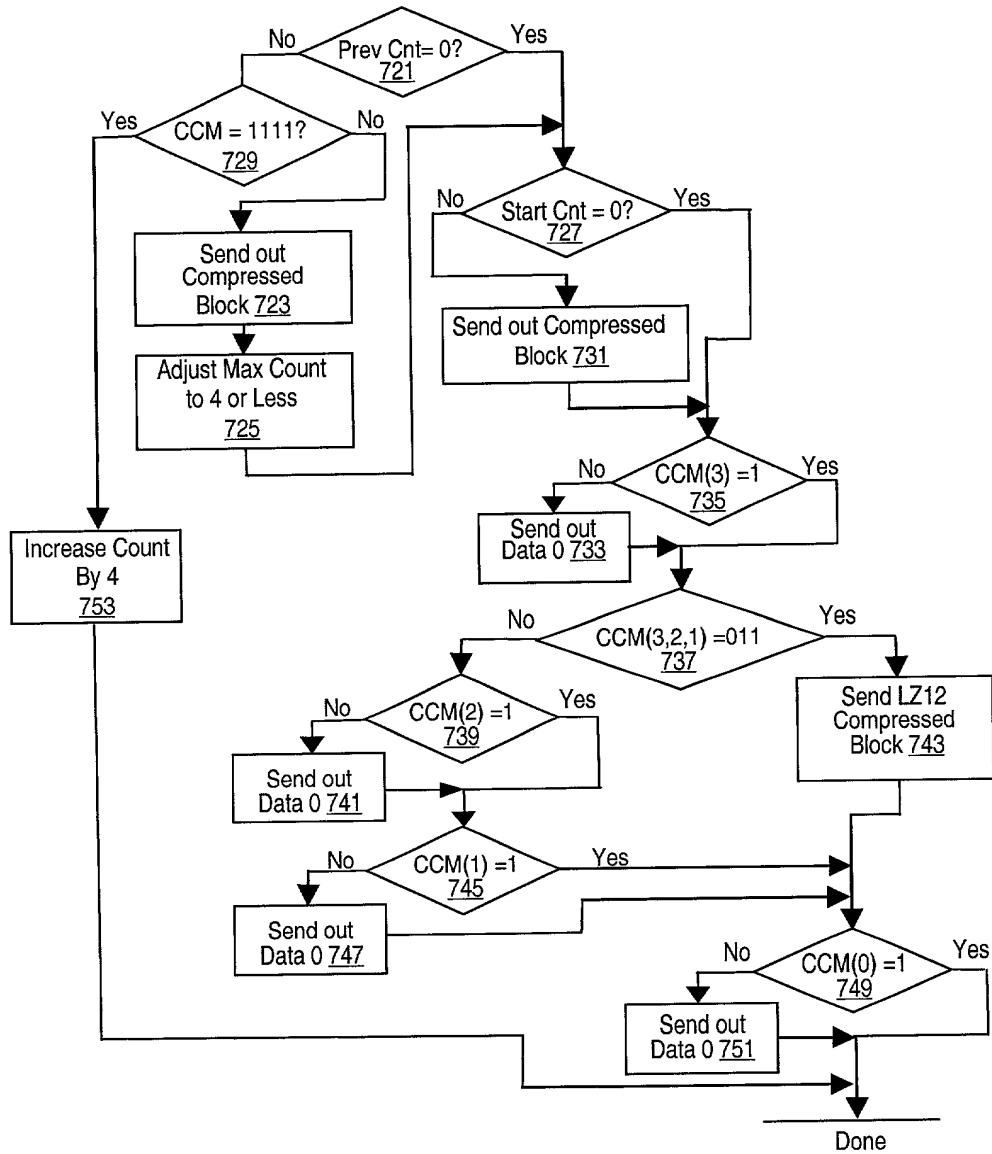 No
Prev Cnt= 0?
721
Yes
Yes
CCM = 1111?
729
No
No
Start Cnt = 0?
727
Yes
Send out
Compressed
Block 723
Send out Compressed
Block 731
Adjust Max Count
to 4 or Less
725
No
CCM(3) =1
735
Yes
Send out
Data 0 733
Increase Count
By 4
753
No
CCM(3,2,1) =011
737
Yes
No
CCM(2) =1
739
Yes
Send LZ12
Compressed
Block 743
Send out
Data 0 741
No
CCM(1) =1
745
Yes
Send out
Data 0 747
No
CCM(0) =1
749
Yes
Send out
Data 0 751
Done